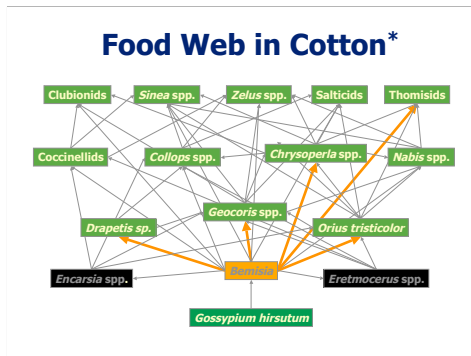 Food Web in Cotton*
Clubionids Sinea spp. Zelus spp. Salticids Thomisids
Coccinellids Collops spp. Chrysoperla spp. Nabis spp.
Geocoris spp.
Drapetis sp. Orius tristicolor
Encarsia spp. Bemisia Eretmocerus spp.
Gossypium hirsutum